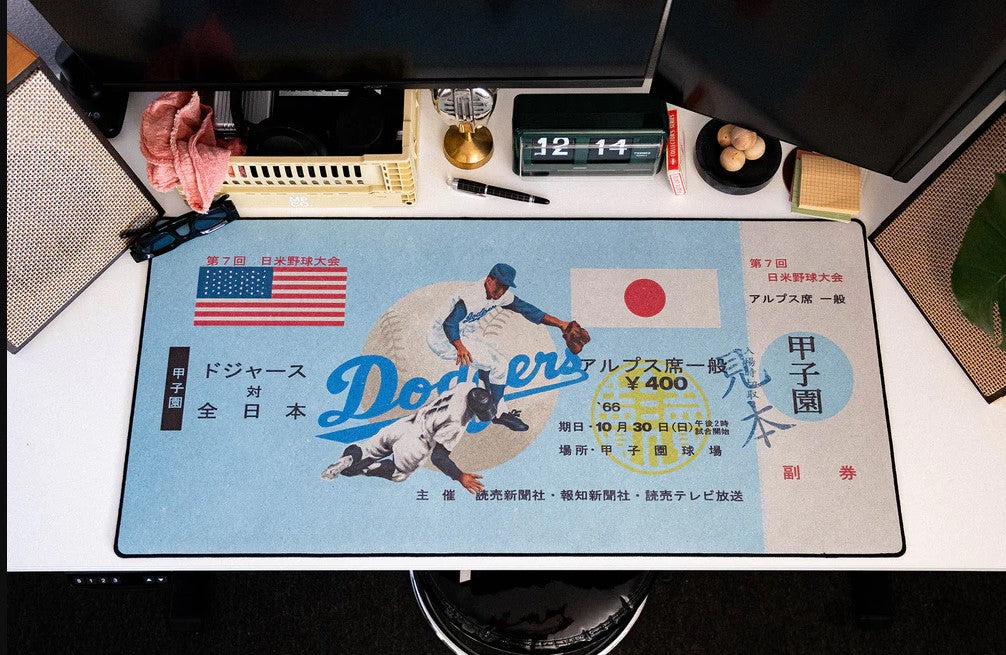 12 14
第7回 日米野球大会
甲子園
ドジャース
対
全日本
Dodgers
アルプス席一般
¥400
'66
期日・10月30日(日)午後2時
試合開始
場所・甲子園球場
主催 読売新聞社・報知新聞社・読売テレビ放送
第7回
日米野球大会
アルプス席 一般
甲子園
見本
副券
S 1 2 3